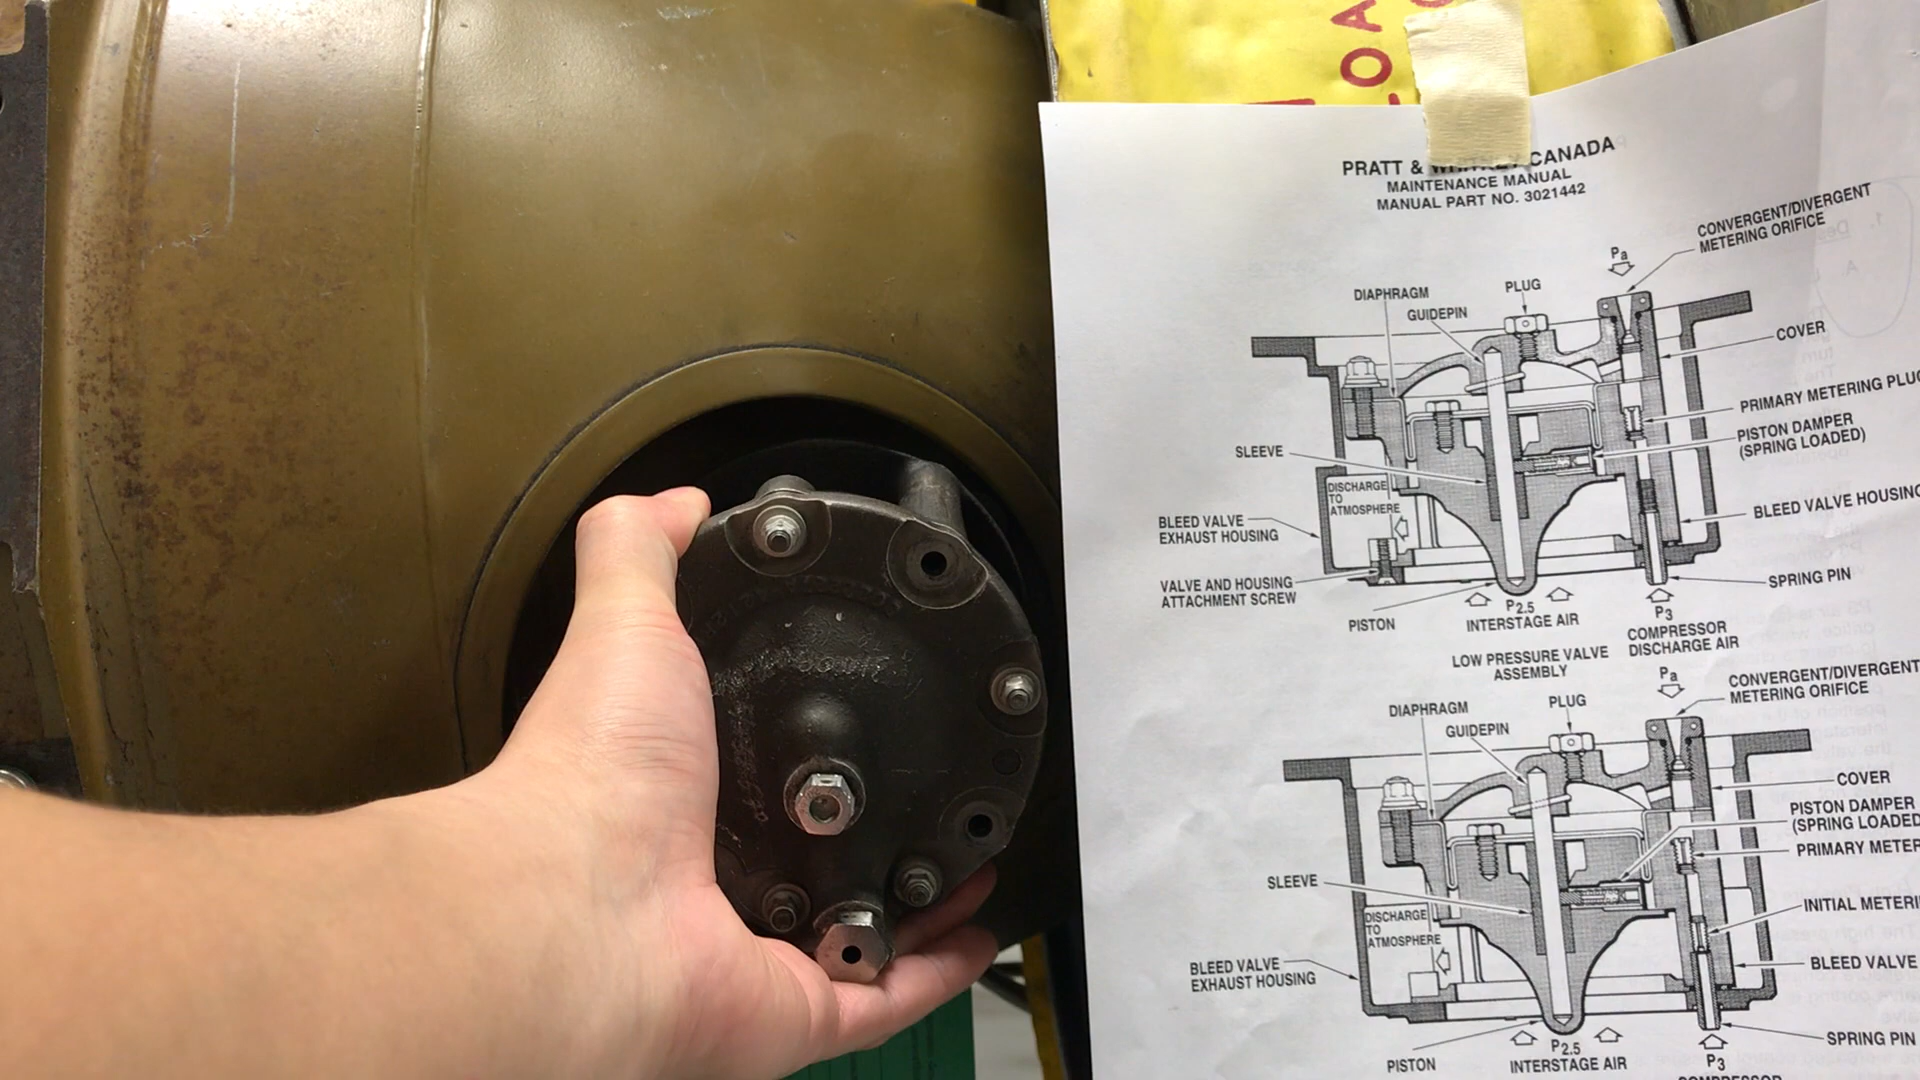 LOA
PRATT & WHITNEY CANADA
MAINTENANCE MANUAL
MANUAL PART NO. 3021442
CONVERGENT/DIVERGENT
METERING ORIFICE
Pa
DIAPHRAGM
PLUG
GUIDEPIN
COVER
PRIMARY METERING PLUG
PISTON DAMPER
(SPRING LOADED)
SLEEVE
DISCHARGE
TO
ATMOSPHERE
BLEED VALVE HOUSING
BLEED VALVE
EXHAUST HOUSING
VALVE AND HOUSING
ATTACHMENT SCREW
SPRING PIN
PISTON
P2.5
INTERSTAGE AIR
P3
COMPRESSOR
DISCHARGE AIR
LOW PRESSURE VALVE
ASSEMBLY
Pa
CONVERGENT/DIVERGENT
METERING ORIFICE
DIAPHRAGM
PLUG
GUIDEPIN
COVER
PISTON DAMPER
(SPRING LOADED
PRIMARY METER
SLEEVE
INITIAL METERI
DISCHARGE
TO
ATMOSPHERE
BLEED VALVE
BLEED VALVE
EXHAUST HOUSING
SPRING PIN
PISTON
P2.5
INTERSTAGE AIR
P3
COMPRESSOR